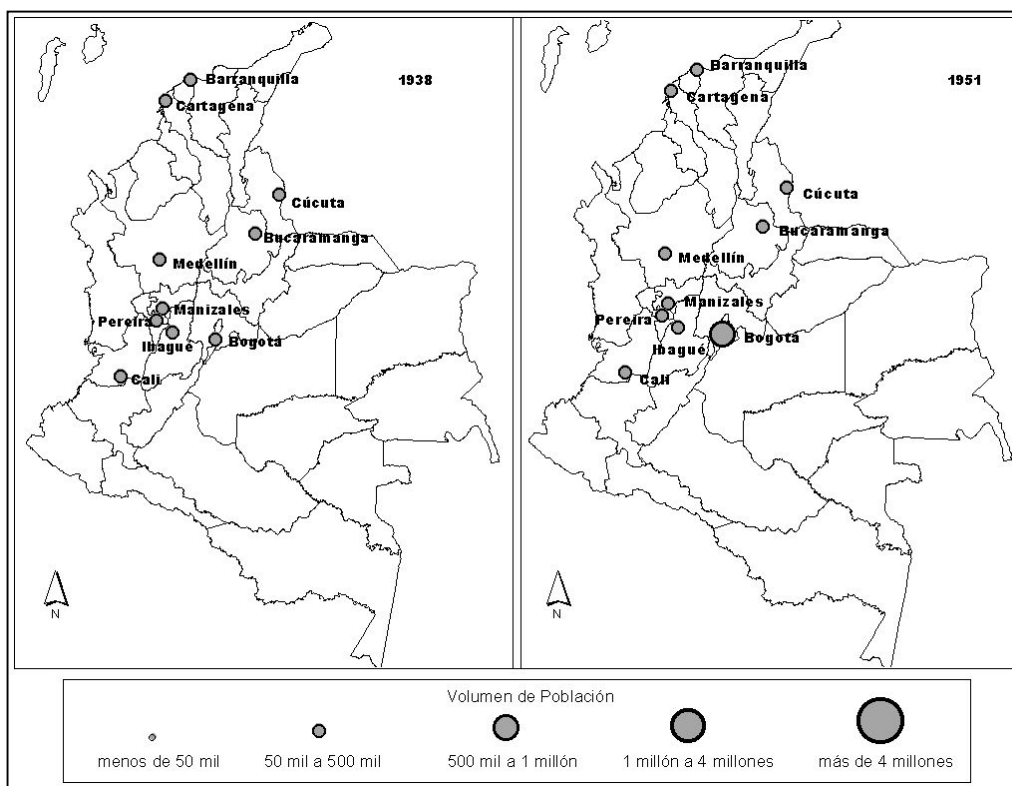 1938
Barranquilla
Cartagena
Cúcuta
Bucaramanga
Medellín
Manizales
Pereira
Ibagué
Bogotá
Cali
N
1951
Barranquilla
Cartagena
Cúcuta
Bucaramanga
Medellín
Manizales
Pereira
Ibagué
Bogotá
Cali
N
Volumen de Población
menos de 50 mil
50 mil a 500 mil
500 mil a 1 millón
1 millón a 4 millones
más de 4 millones